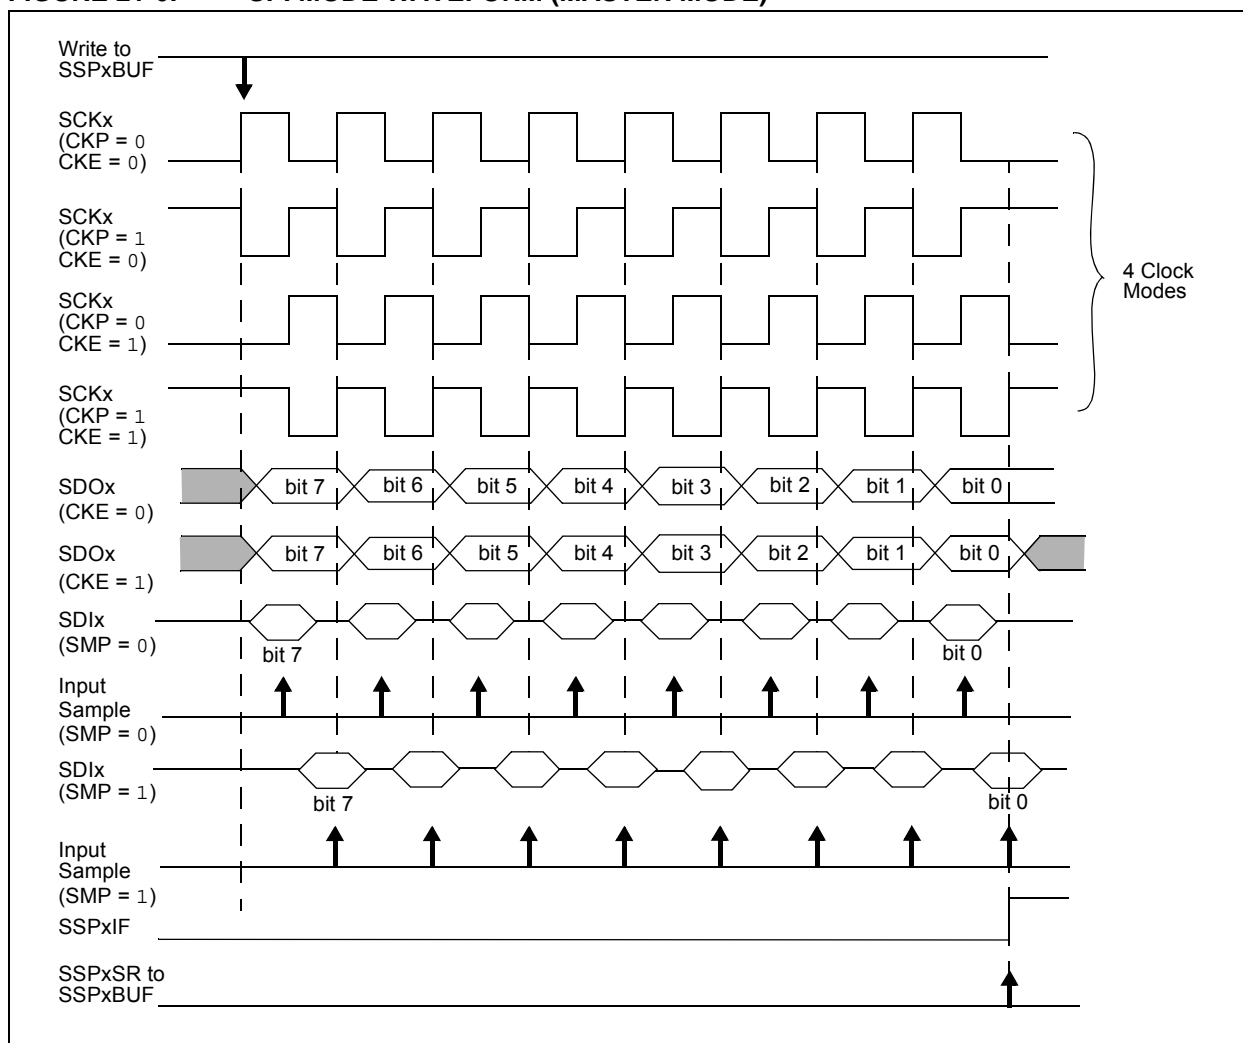 Write to
SSPxBUF
SCKx
(CKP = 0
CKE = 0)
SCKx
(CKP = 1
CKE = 0)
4 Clock
Modes
SCKx
(CKP = 0
CKE = 1)
SCKx
(CKP = 1
CKE = 1)
SDOx
(CKE = 0)
bit 7 bit 6 bit 5 bit 4 bit 3 bit 2 bit 1 bit 0
SDOx
(CKE = 1)
bit 7 bit 6 bit 5 bit 4 bit 3 bit 2 bit 1 bit 0
SDIx
(SMP = 0)
bit 7 bit 0
Input
Sample
(SMP = 0)
SDIx
(SMP = 1)
bit 7 bit 0
Input
Sample
(SMP = 1)
SSPxIF
SSPxSR to
SSPxBUF